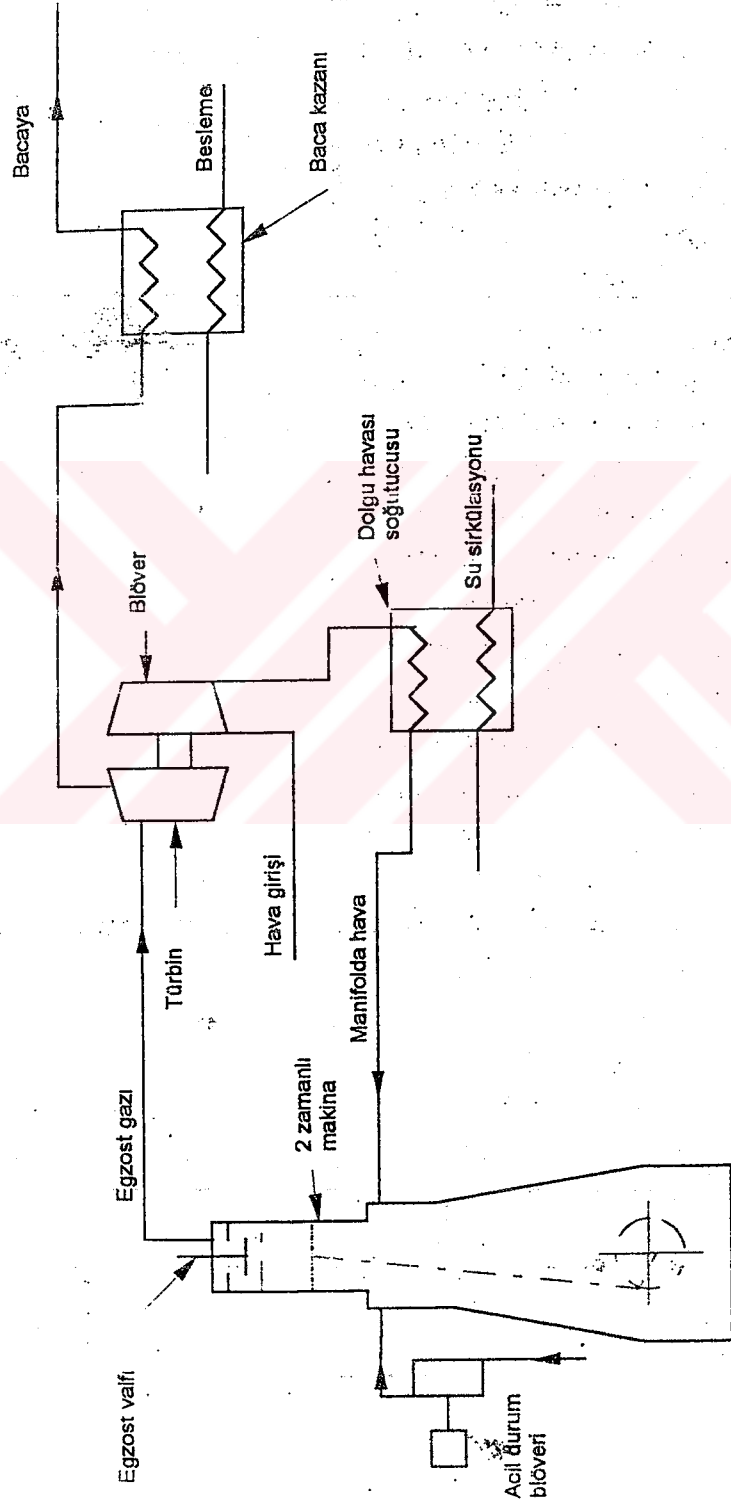 Egzost valfı
Egzost gazı
Türbin
Blöver
Bacaya
Besleme
Baca kazanı
Hava girişi
Dolgu havası
soğutucusu
Su sirkülasyonu
Manifolda hava
2 zamanlı
makina
Acil durum
blöveri